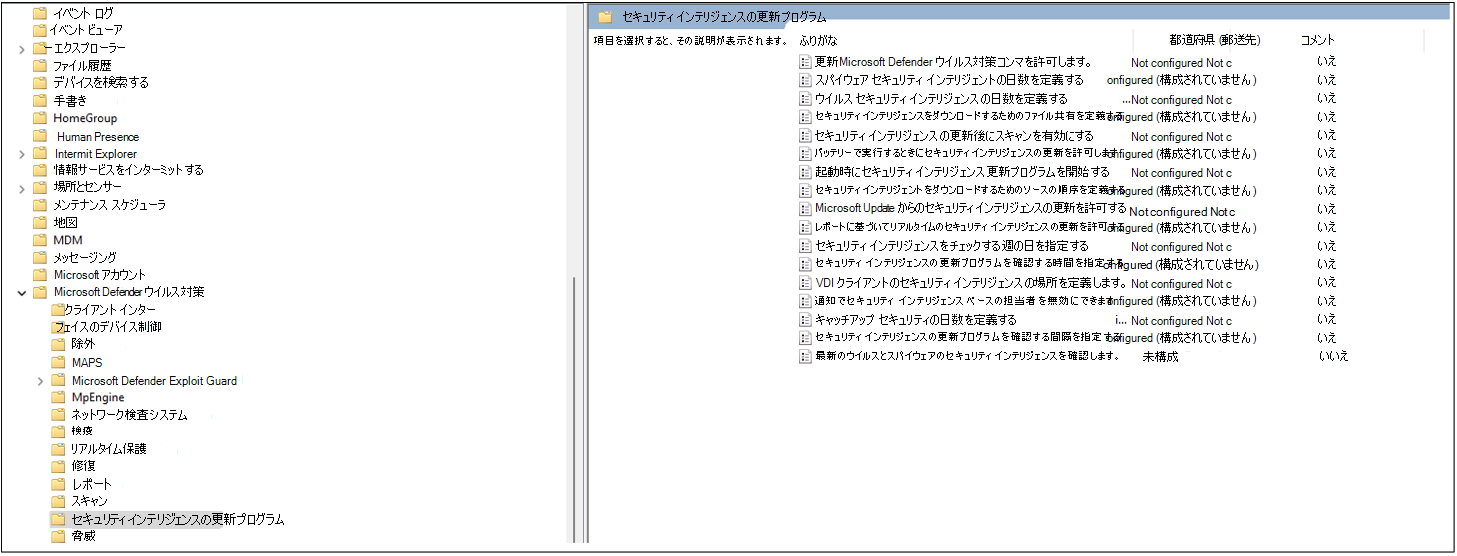 イベント ログ
イベント ビューア
エクスプローラー
ファイル履歴
デバイスを検索する
手書き
HomeGroup
Human Presence
Intermit Explorer
情報サービスをインターミットする
場所とセンサー
メンテナンス スケジューラ
地図
MDM
メッセージング
Microsoft アカウント
Microsoft Defender ウイルス対策
クライアント インター
フェイスのデバイス制御
除外
MAPS
Microsoft Defender Exploit Guard
MpEngine
ネットワーク検査システム
検疫
リアルタイム保護
修復
レポート
スキャン
セキュリティ インテリジェンスの更新プログラム
脅威
セキュリティ インテリジェンスの更新プログラム
項目を選択すると、その説明が表示されます。 ふりがな 都道府県 (郵送先) コメント
更新Microsoft Defender ウイルス対策コンマを許可します。 Not configured Not c いえ
スパイウェア セキュリティ インテリジェントの日数を定義する onfigured (構成されていません) いえ
ウイルス セキュリティ インテリジェンスの日数を定義する ...Not configured Not c いえ
セキュリティ インテリジェンスをダウンロードするためのファイル共有を定義する onfigured (構成されていません) いえ
セキュリティ インテリジェンスの更新後にスキャンを有効にする Not configured Not c いえ
バッテリーで実行するときにセキュリティ インテリジェンスの更新を許可します onfigured (構成されていません) いえ
起動時にセキュリティ インテリジェンス 更新プログラムを開始する Not configured Not c いえ
セキュリティ インテリジェントをダウンロードするためのソースの順序を定義する onfigured (構成されていません) いえ
Microsoft Update からのセキュリティ インテリジェンスの更新を許可する Not configured Not c いえ
レポートに基づいてリアルタイムのセキュリティ インテリジェンスの更新を許可する onfigured (構成されていません) いえ
セキュリティ インテリジェンスをチェックする週の日を指定する Not configured Not c いえ
セキュリティ インテリジェンスの更新プログラムを確認する時間を指定する onfigured (構成されていません) いえ
VDI クライアントのセキュリティ インテリジェンスの場所を定義します。 Not configured Not c いえ
通知でセキュリティ インテリジェンス ベースの担当者を無効にできます onfigured (構成されていません) いえ
キャッチアップ セキュリティの日数を定義する i... Not configured Not c いえ
セキュリティ インテリジェンスの更新プログラムを確認する間隔を指定する onfigured (構成されていません) いえ
最新のウイルスとスパイウェアのセキュリティ インテリジェンスを確認します。 未構成 いいえ